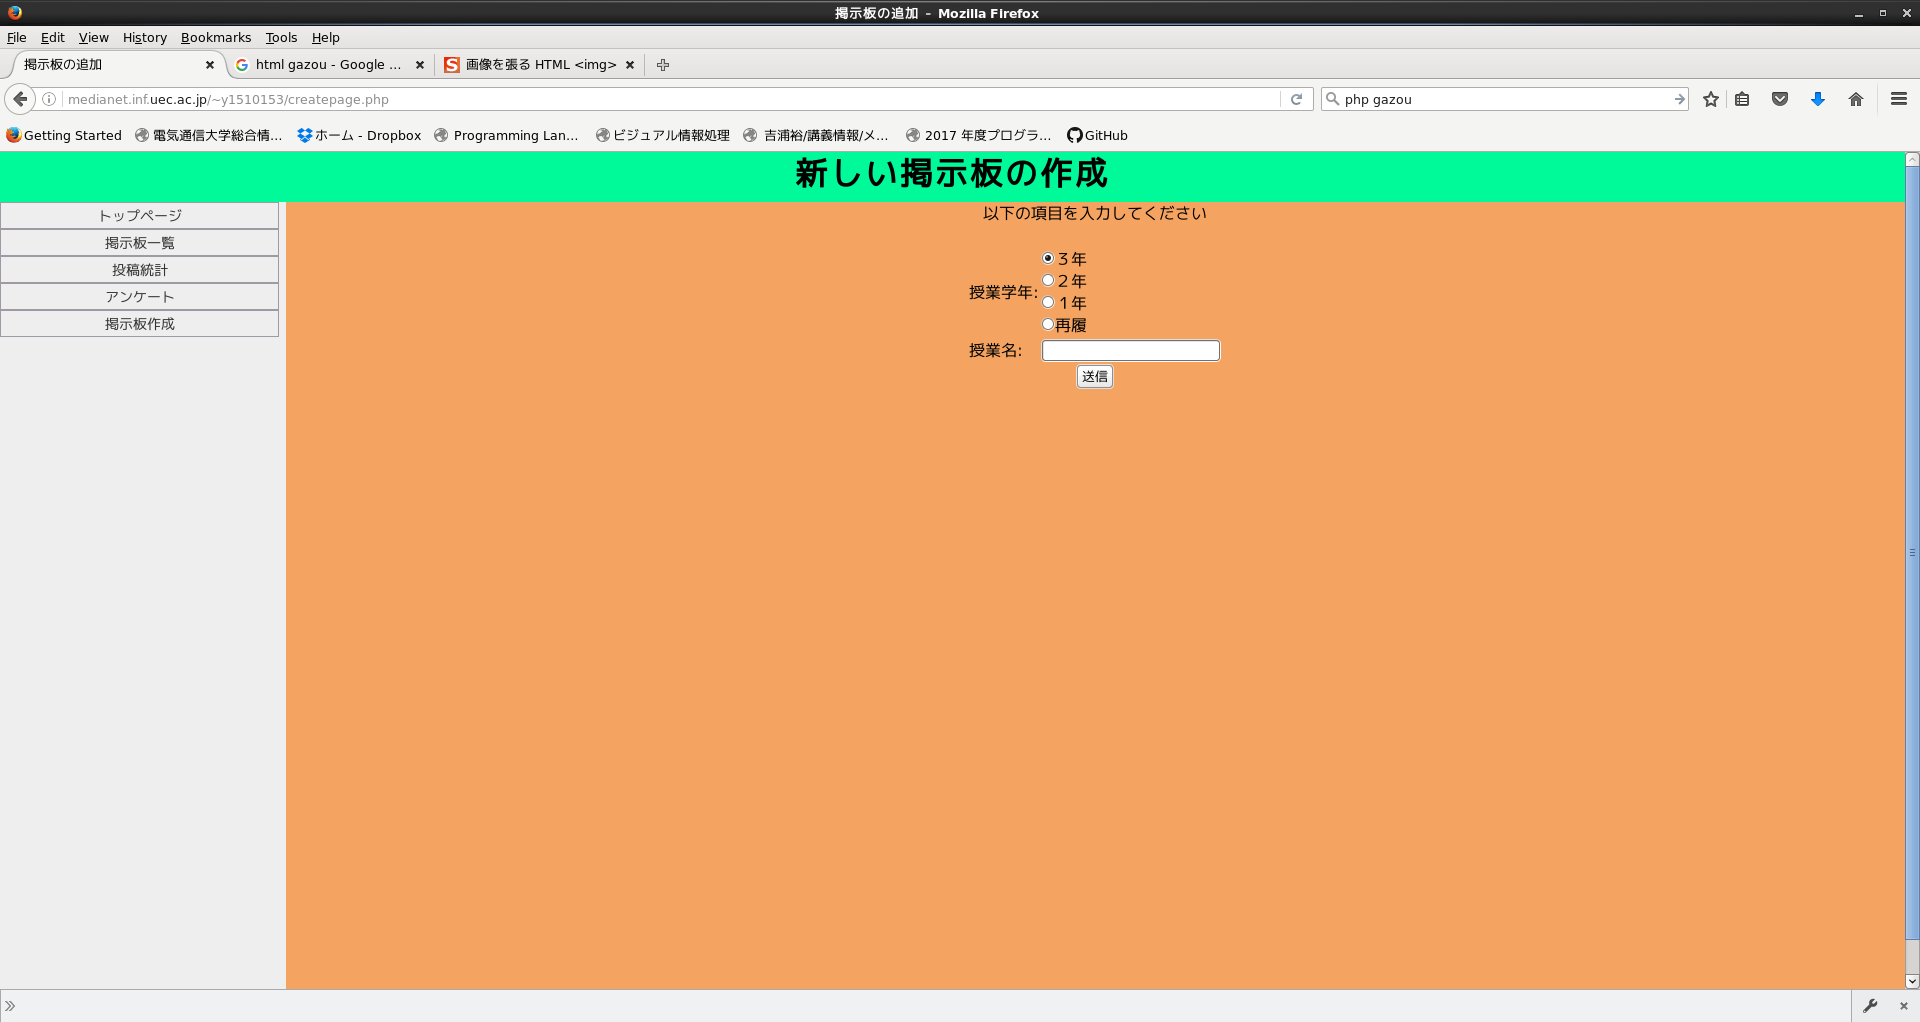 掲示板の追加 - Mozilla Firefox
File Edit View History Bookmarks Tools Help
掲示板の追加 html gazou - Google ... 画像を張る HTML <img>
medianet.inf.uec.ac.jp/~y1510153/createpage.php php gazou
Getting Started 電気通信大学総合情... ホーム - Dropbox Programming Lan... ビジュアル情報処理 吉浦裕/講義情報/メ... 2017 年度プログラ... GitHub
新しい掲示板の作成
トップページ
掲示板一覧
投稿統計
アンケート
掲示板作成
以下の項目を入力してください
授業学年:
３年
２年
１年
再履
授業名:
送信